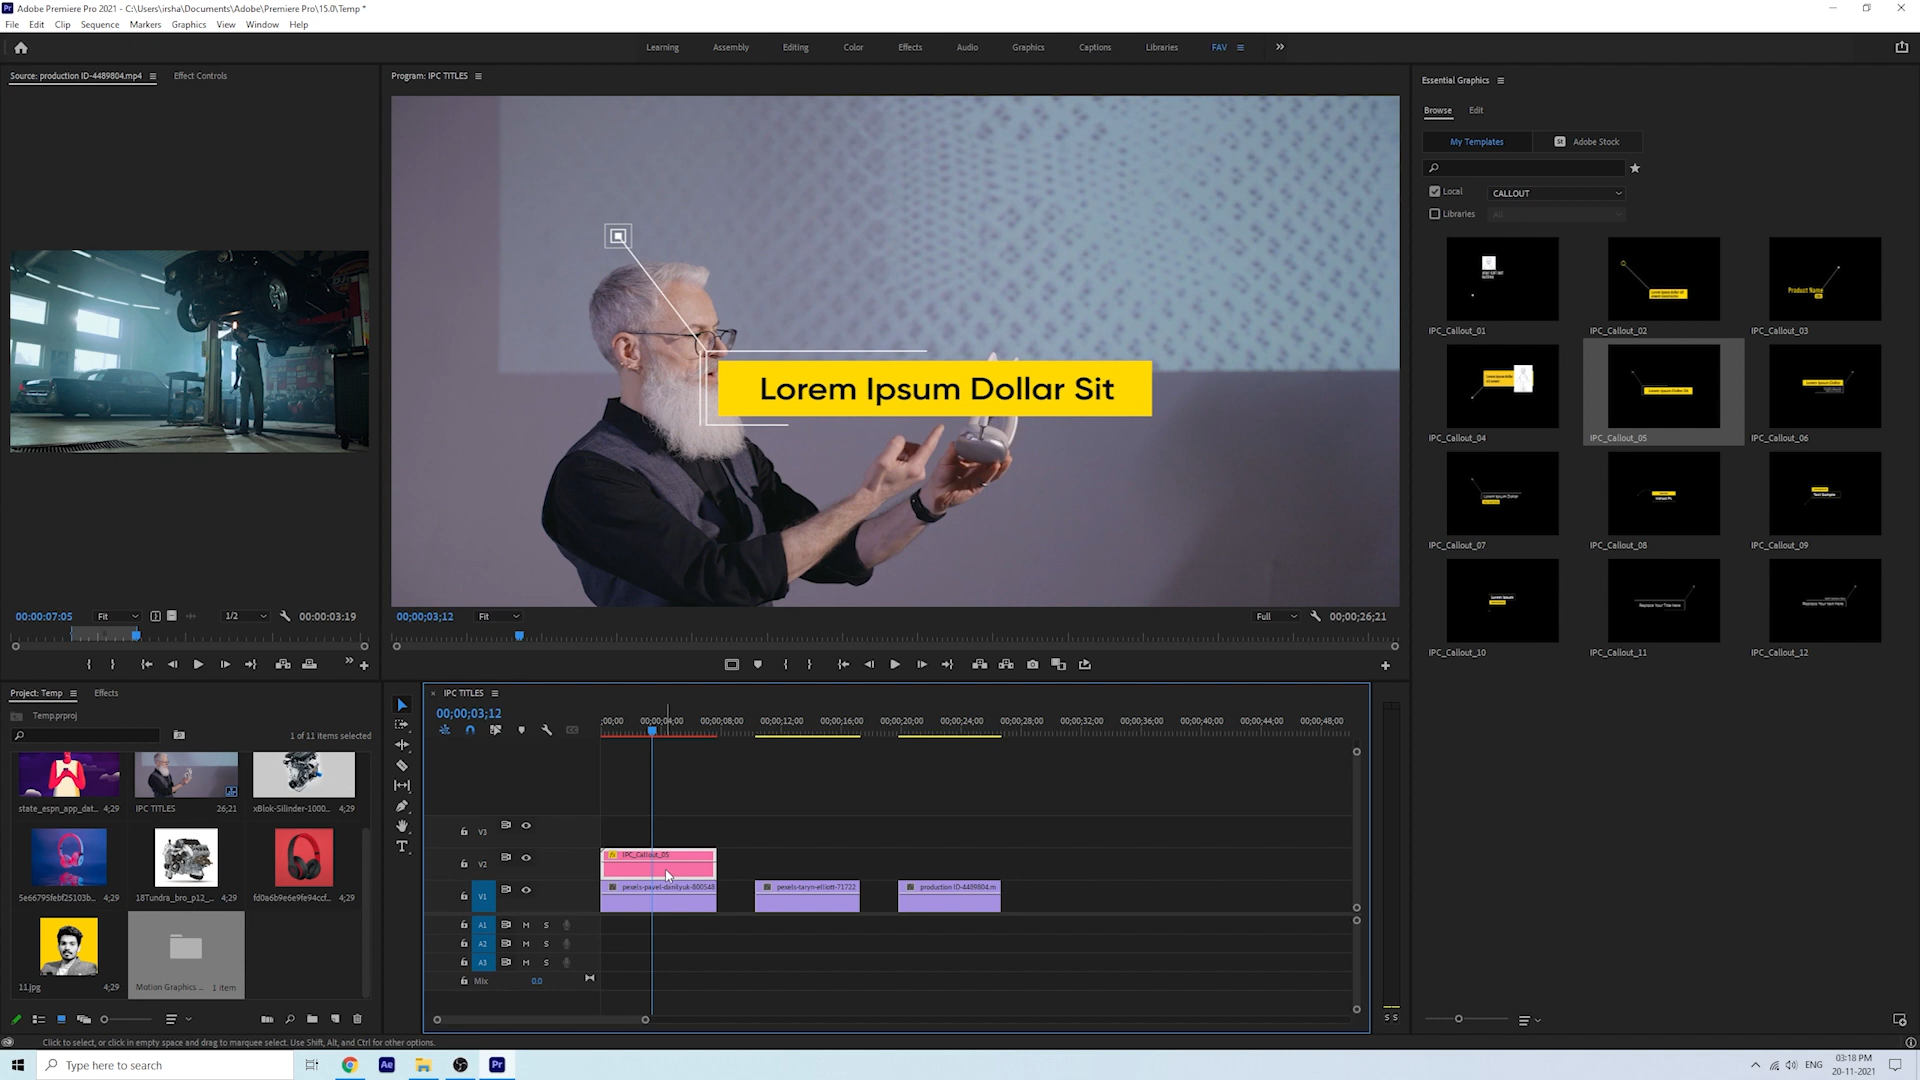 Adobe Premiere Pro 2021 - C:\Users\irsha\Documents\Adobe\Premiere Pro\15.0\Temp *
File Edit Clip Sequence Markers Graphics View Window Help
Learning Assembly Editing Color Effects Audio Graphics Captions Libraries FAV
Source: production ID-4489804.mp4 Effect Controls
Program: IPC TITLES
Essential Graphics
Browse Edit
My Templates Adobe Stock
Local CALLOUT
Libraries All
Lorem Ipsum Dollar Sit
IPC_Callout_01 IPC_Callout_02 IPC_Callout_03
IPC_Callout_04 IPC_Callout_05 IPC_Callout_06
IPC_Callout_07 IPC_Callout_08 IPC_Callout_09
IPC_Callout_10 IPC_Callout_11 IPC_Callout_12
00:00:07:05 Fit 1/2 00:00:03:19
00;00;03;12 Fit Full 00;00;26;21
Project: Temp Effects
Temp.prproj
1 of 11 items selected
state_espn_app_dat... 4;29 IPC TITLES 26;21 xBlok-Silinder-1000... 4;29
5e66795febf25103b... 4;29 18Tundra_bro_p12_... 4;29 fd0a6b9e6e9fe94ccf... 4;29
11.jpg 4;29 Motion Graphics ... 1 item
IPC TITLES
00;00;03;12
;00;00 00;00;04;00 00;00;08;00 00;00;12;00 00;00;16;00 00;00;20;00 00;00;24;00 00;00;28;00 00;00;32;00 00;00;36;00 00;00;40;00 00;00;44;00 00;00;48;00
V3
V2 IPC_Callout_05
V1 pexels-pavel-danilyuk-800548 pexels-taryn-elliott-71722 production ID-4489804.m
A1 M S
A2 M S
A3 M S
Mix 0.0
S S
Click to select, or click in empty space and drag to marquee select. Use Shift, Alt, and Ctrl for other options.
Type here to search
Ae Pr
ENG
03:18 PM
20-11-2021